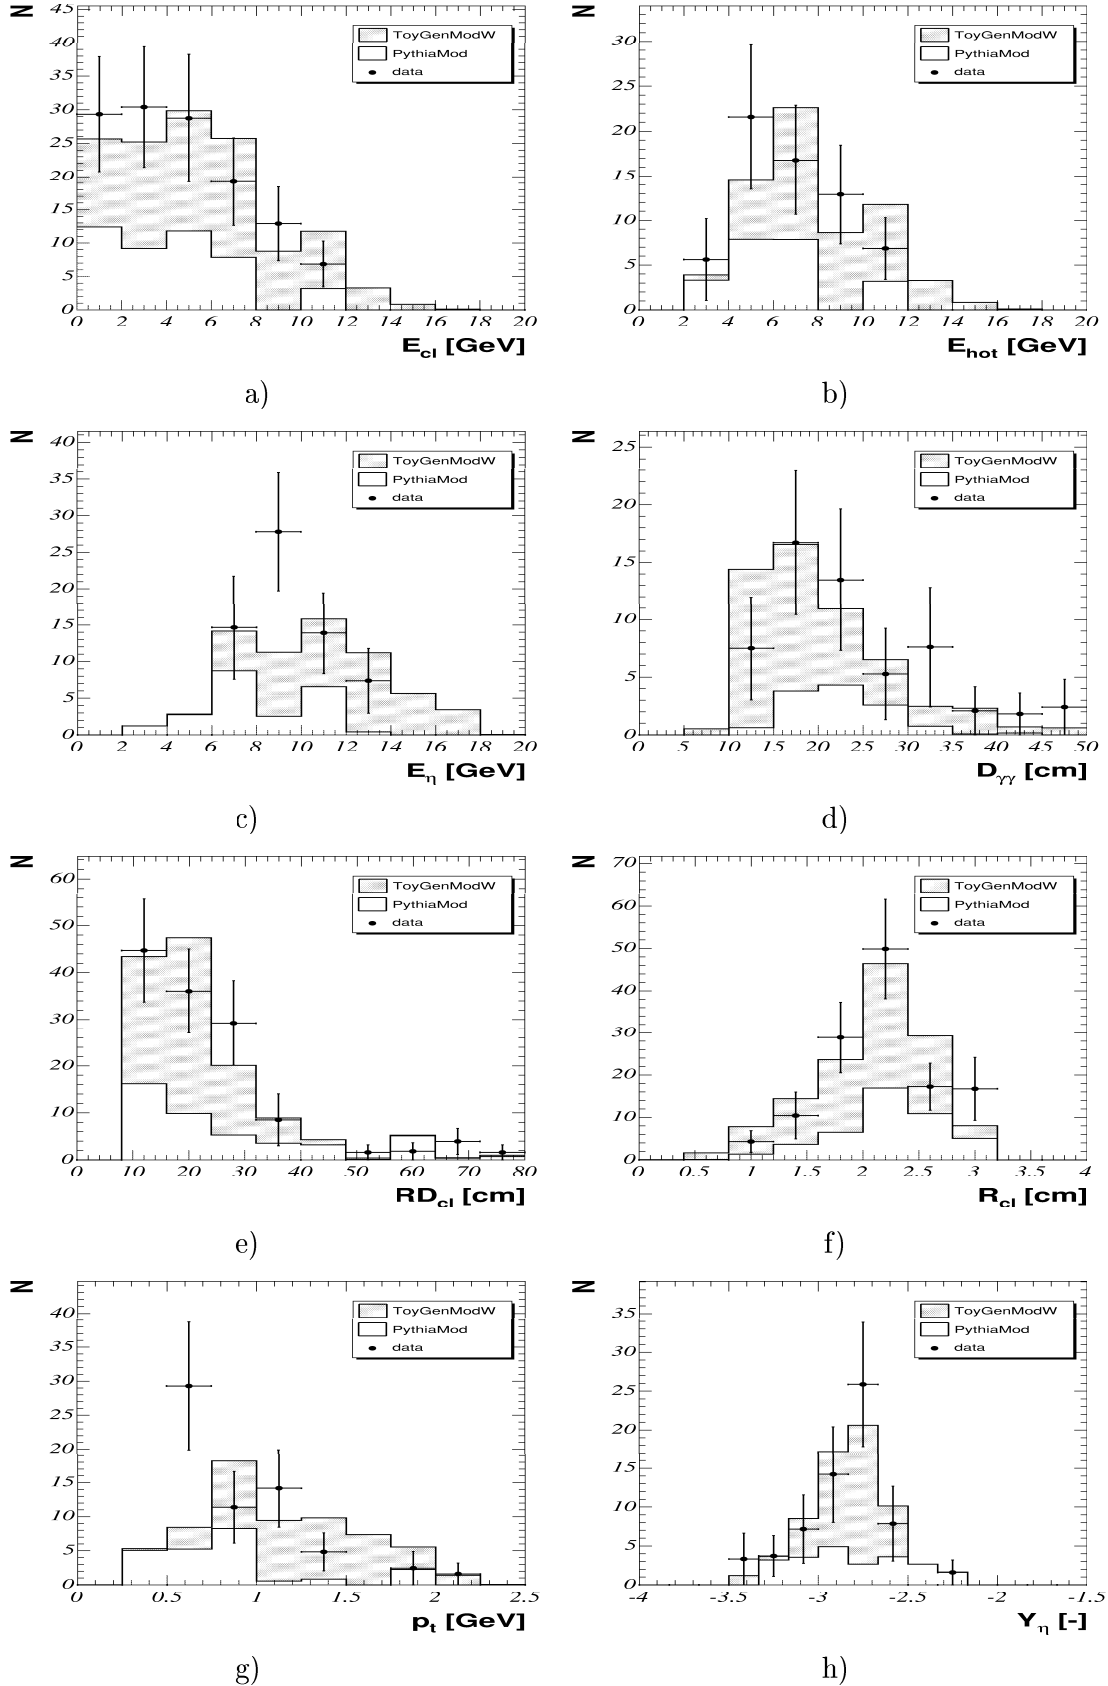 N
45
40
35
30
25
20
15
10
5
0
ToyGenModW
PythiaMod
data
0 2 4 6 8 10 12 14 16 18 20
E_cl [GeV]
a)
N
30
25
20
15
10
5
0
ToyGenModW
PythiaMod
data
0 2 4 6 8 10 12 14 16 18 20
E_hot [GeV]
b)
N
40
35
30
25
20
15
10
5
0
ToyGenModW
PythiaMod
data
0 2 4 6 8 10 12 14 16 18 20
E_η [GeV]
c)
N
25
20
15
10
5
0
ToyGenModW
PythiaMod
data
0 5 10 15 20 25 30 35 40 45 50
D_γγ [cm]
d)
N
60
50
40
30
20
10
0
ToyGenModW
PythiaMod
data
0 10 20 30 40 50 60 70 80
RD_cl [cm]
e)
N
70
60
50
40
30
20
10
0
ToyGenModW
PythiaMod
data
0 0.5 1 1.5 2 2.5 3 3.5 4
R_cl [cm]
f)
N
40
35
30
25
20
15
10
5
0
ToyGenModW
PythiaMod
data
0 0.5 1 1.5 2 2.5
p_t [GeV]
g)
N
35
30
25
20
15
10
5
0
ToyGenModW
PythiaMod
data
-4 -3.5 -3 -2.5 -2 -1.5
Y_η [-]
h)